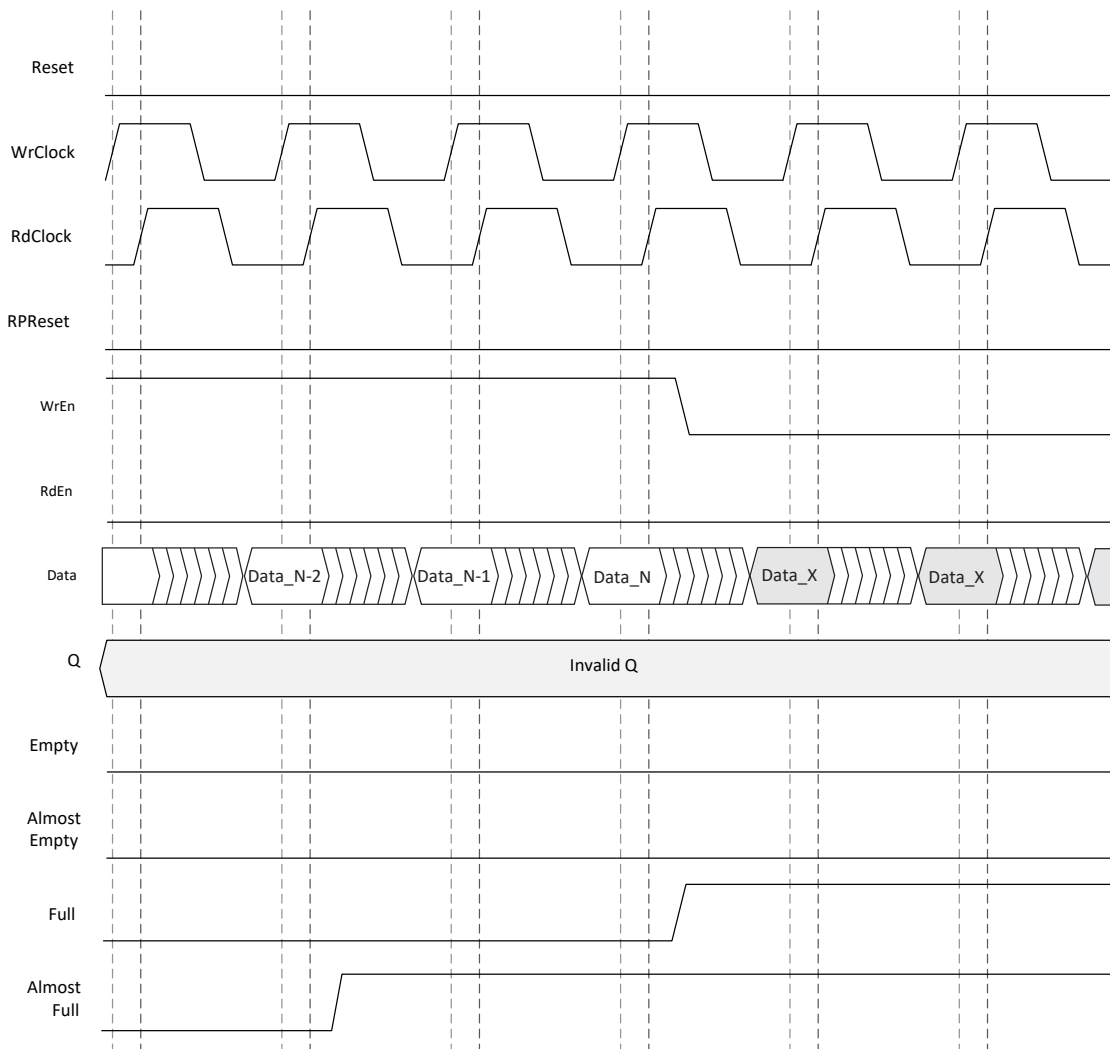 Reset
WrClock
RdClock
RPReset
WrEn
RdEn
Data
Data_N-2
Data_N-1
Data_N
Data_X
Data_X
Q
Invalid Q
Empty
Almost
Empty
Full
Almost
Full